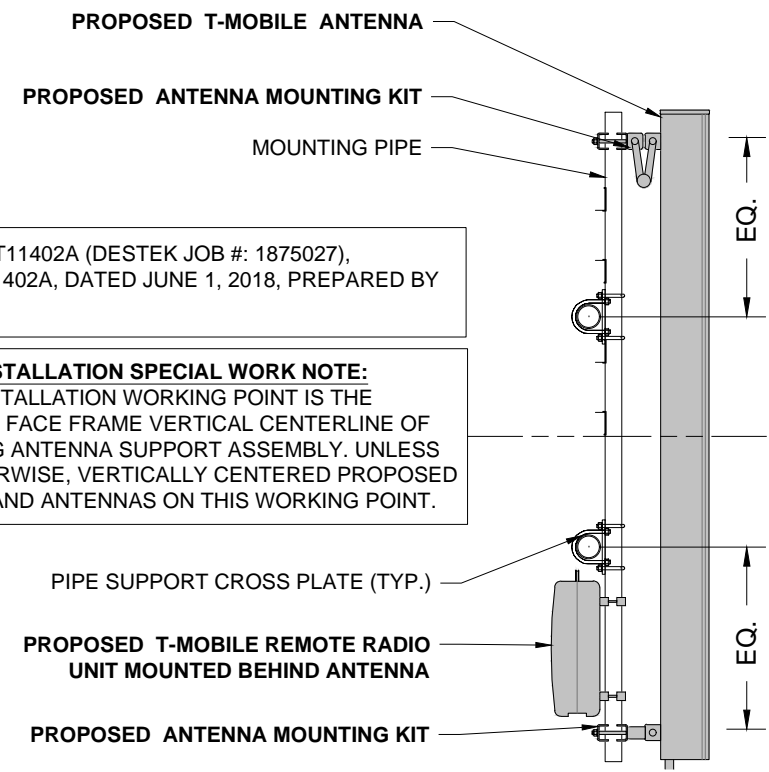 PROPOSED T-MOBILE ANTENNA
PROPOSED ANTENNA MOUNTING KIT
MOUNTING PIPE
EQ.
T11402A (DESTEK JOB #: 1875027),
1402A, DATED JUNE 1, 2018, PREPARED BY
STALLATION SPECIAL WORK NOTE:
STALLATION WORKING POINT IS THE
FACE FRAME VERTICAL CENTERLINE OF
G ANTENNA SUPPORT ASSEMBLY. UNLESS
RWISE, VERTICALLY CENTERED PROPOSED
AND ANTENNAS ON THIS WORKING POINT.
PIPE SUPPORT CROSS PLATE (TYP.)
PROPOSED T-MOBILE REMOTE RADIO
UNIT MOUNTED BEHIND ANTENNA
EQ.
PROPOSED ANTENNA MOUNTING KIT